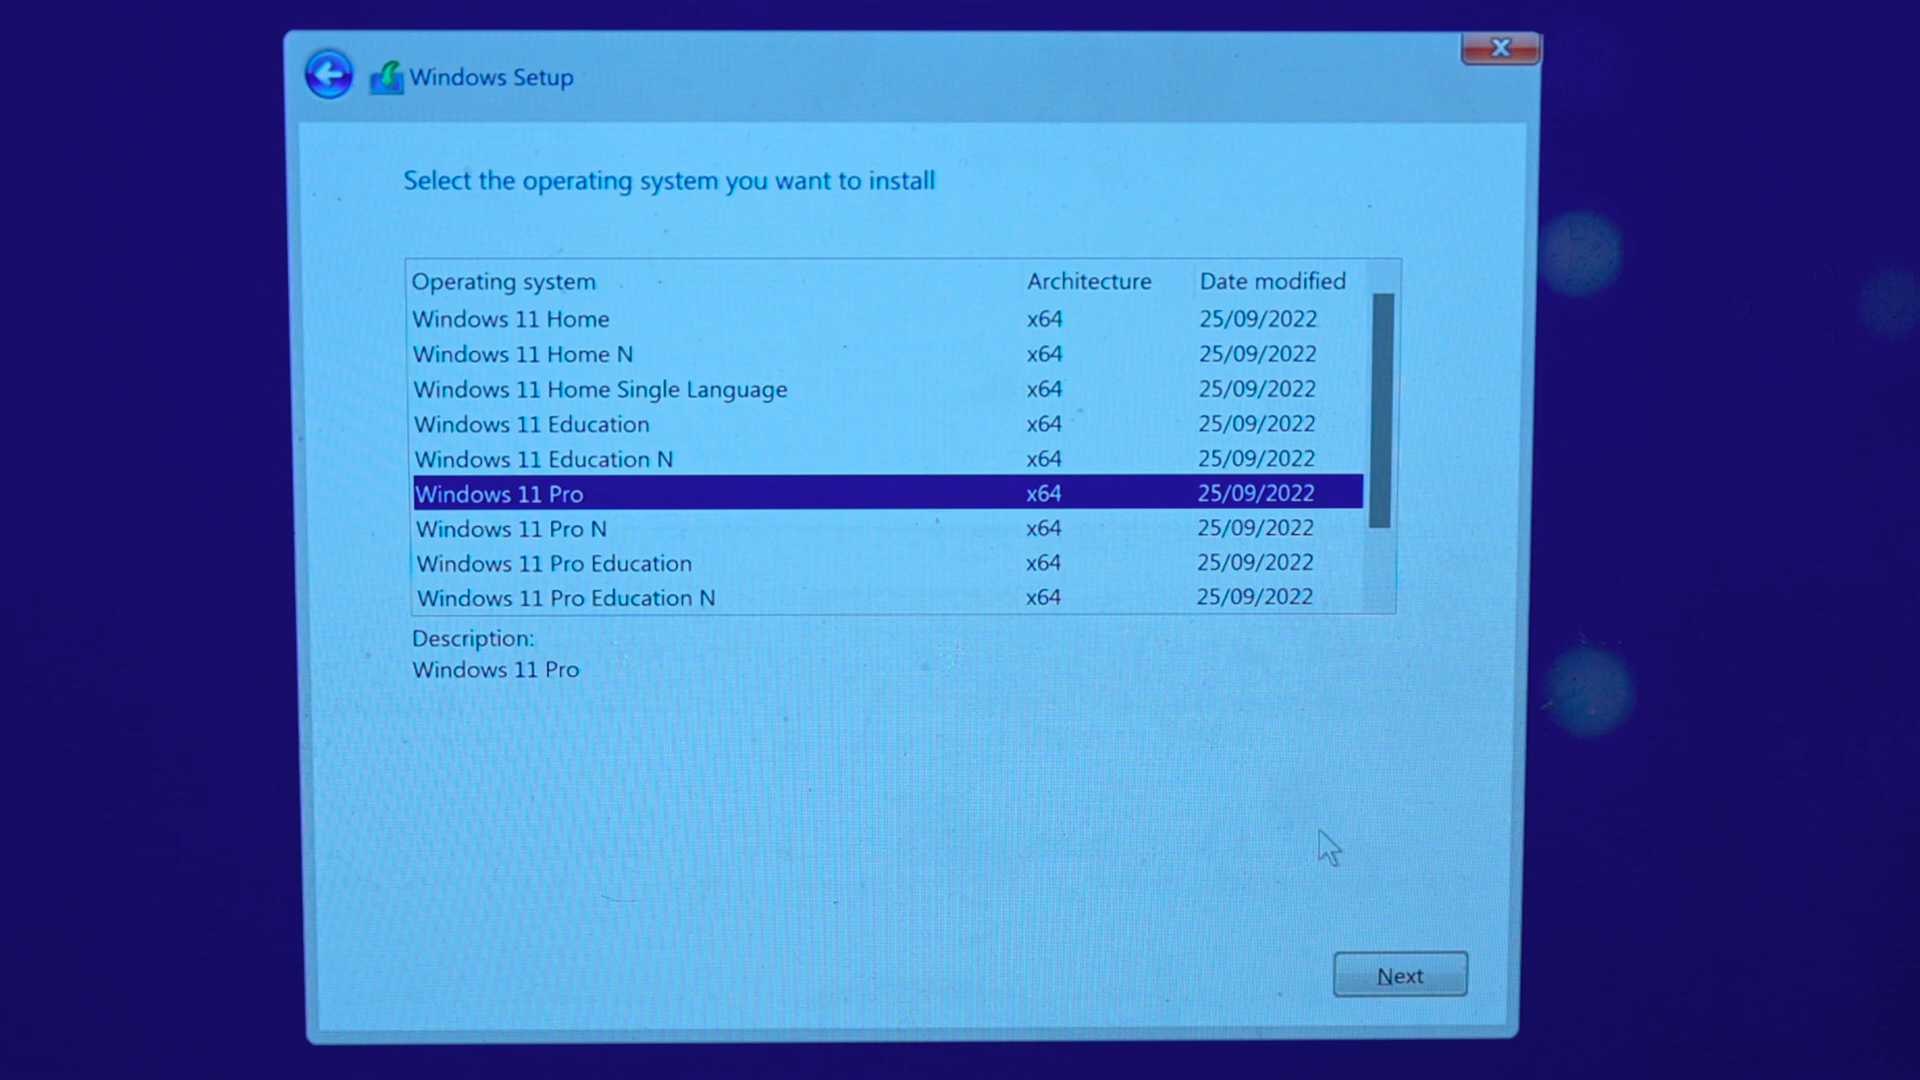 Windows Setup
Select the operating system you want to install
Operating system Architecture Date modified
Windows 11 Home x64 25/09/2022
Windows 11 Home N x64 25/09/2022
Windows 11 Home Single Language x64 25/09/2022
Windows 11 Education x64 25/09/2022
Windows 11 Education N x64 25/09/2022
Windows 11 Pro x64 25/09/2022
Windows 11 Pro N x64 25/09/2022
Windows 11 Pro Education x64 25/09/2022
Windows 11 Pro Education N x64 25/09/2022
Description:
Windows 11 Pro
Next